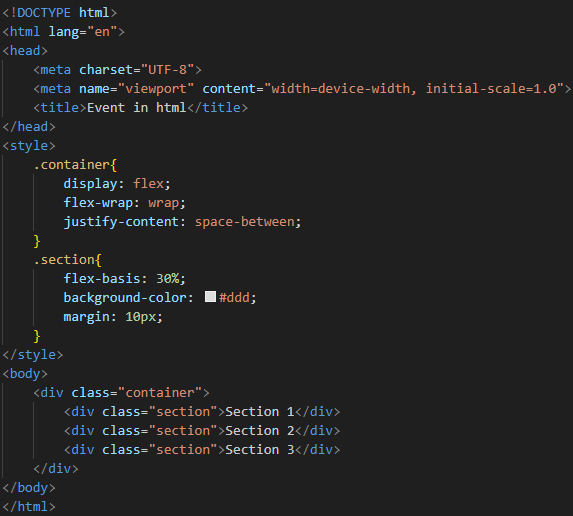 <!DOCTYPE html>
<html lang="en">
<head>
    <meta charset="UTF-8">
    <meta name="viewport" content="width=device-width, initial-scale=1.0">
    <title>Event in html</title>
</head>
<style>
    .container{
        display: flex;
        flex-wrap: wrap;
        justify-content: space-between;
    }
    .section{
        flex-basis: 30%;
        background-color: #ddd;
        margin: 10px;
    }
</style>
<body>
    <div class="container">
        <div class="section">Section 1</div>
        <div class="section">Section 2</div>
        <div class="section">Section 3</div>
    </div>
</body>
</html>